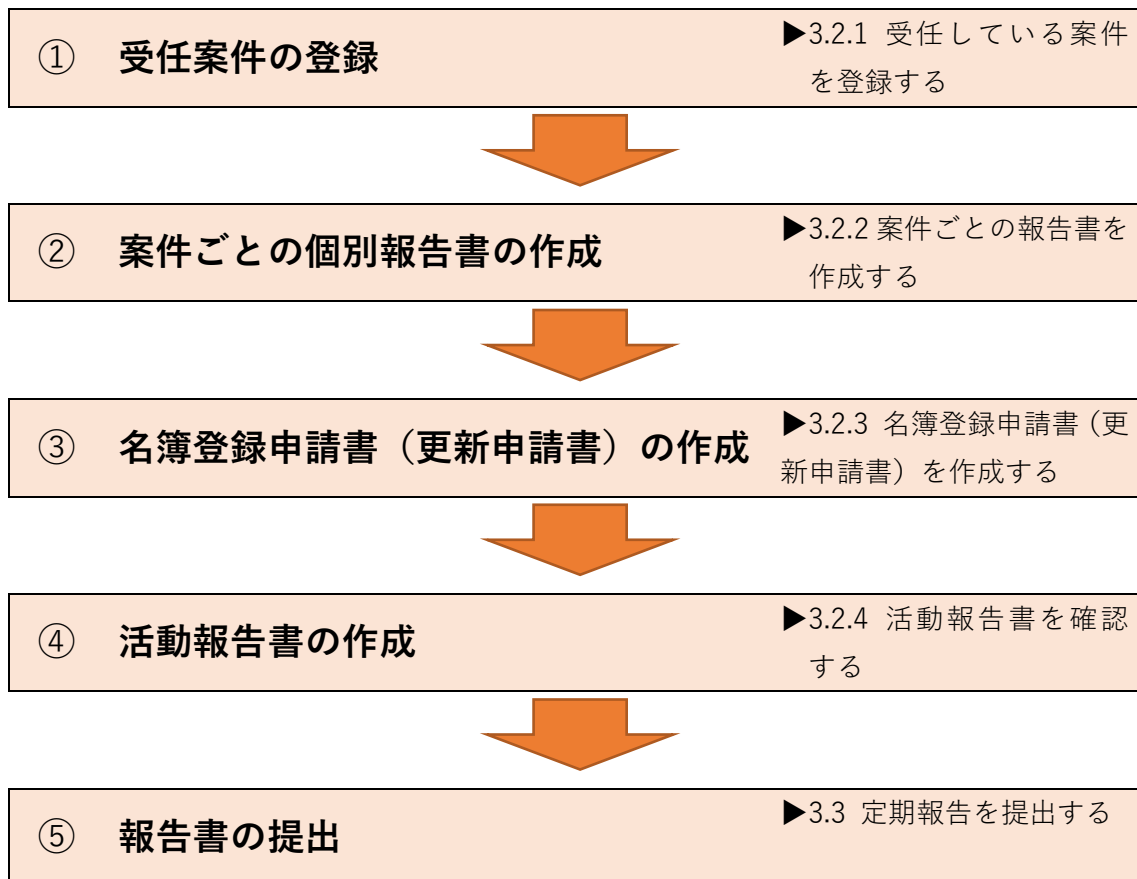 ① 受任案件の登録
▶3.2.1 受任している案件
を登録する
② 案件ごとの個別報告書の作成
▶3.2.2 案件ごとの報告書を
作成する
③ 名簿登録申請書（更新申請書）の作成
▶3.2.3 名簿登録申請書（更
新申請書）を作成する
④ 活動報告書の作成
▶3.2.4 活動報告書を確認
する
⑤ 報告書の提出
▶3.3 定期報告を提出する